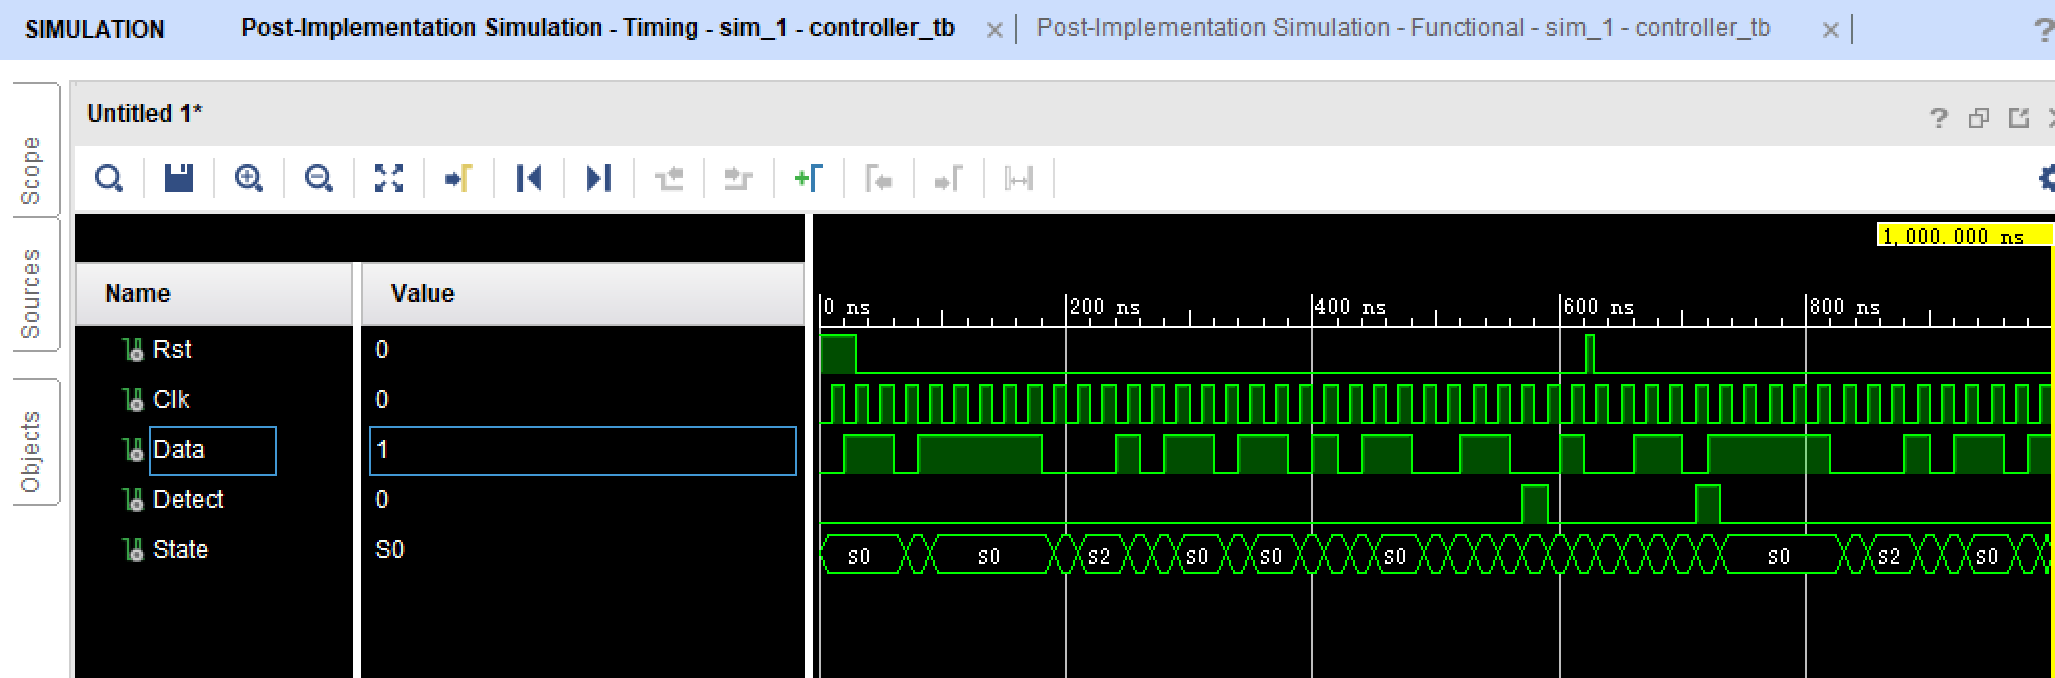 SIMULATION Post-Implementation Simulation - Timing - sim_1 - controller_tb × Post-Implementation Simulation - Functional - sim_1 - controller_tb × ?
Scope
Sources
Objects
Untitled 1* ?
1,000.000 ns
Name Value
0 ns 200 ns 400 ns 600 ns 800 ns
Rst 0
Clk 0
Data 1
Detect 0
State S0 S0 S0 S2 S0 S0 S0 S0 S2 S0